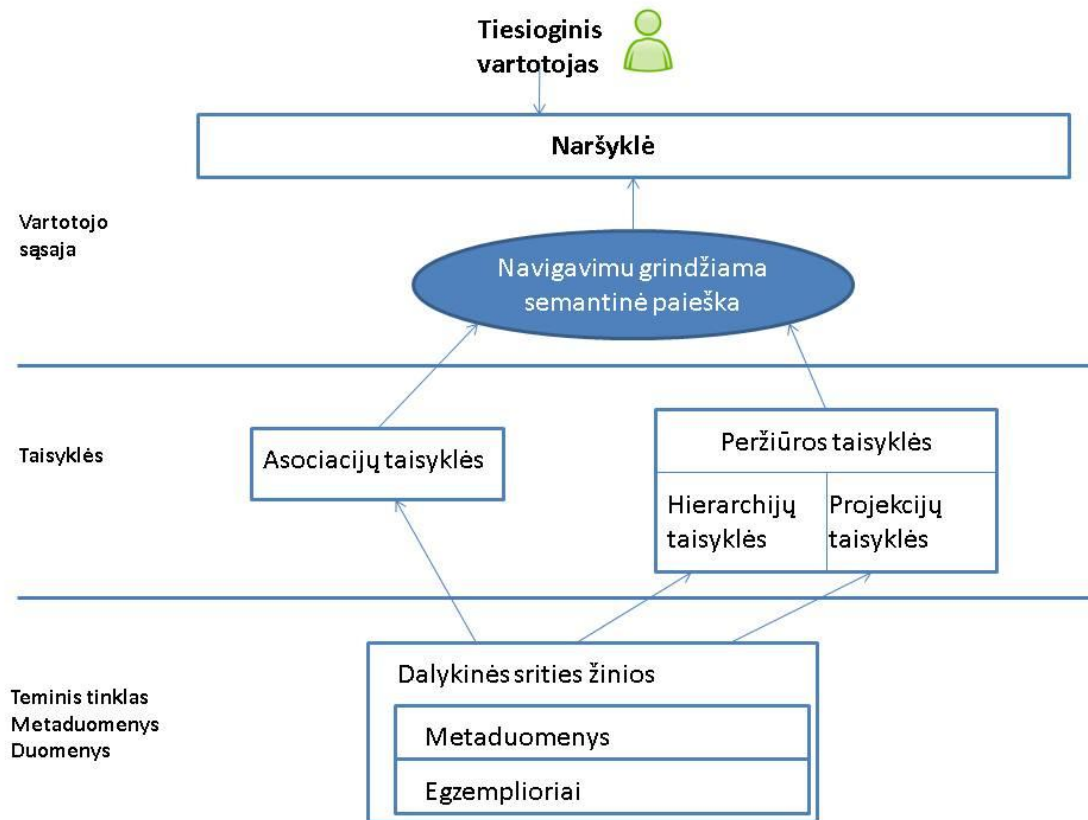 Tiesioginis
vartotojas
Naršyklė
Vartotojo
sąsaja
Navigavimu grindžiama
semantinė paieška
Taisyklės
Asociacijų taisyklės
Peržiūros taisyklės
Hierarchijų
taisyklės
Projekcijų
taisyklės
Teminis tinklas
Metaduomenys
Duomenys
Dalykinės srities žinios
Metaduomenys
Egzemplioriai